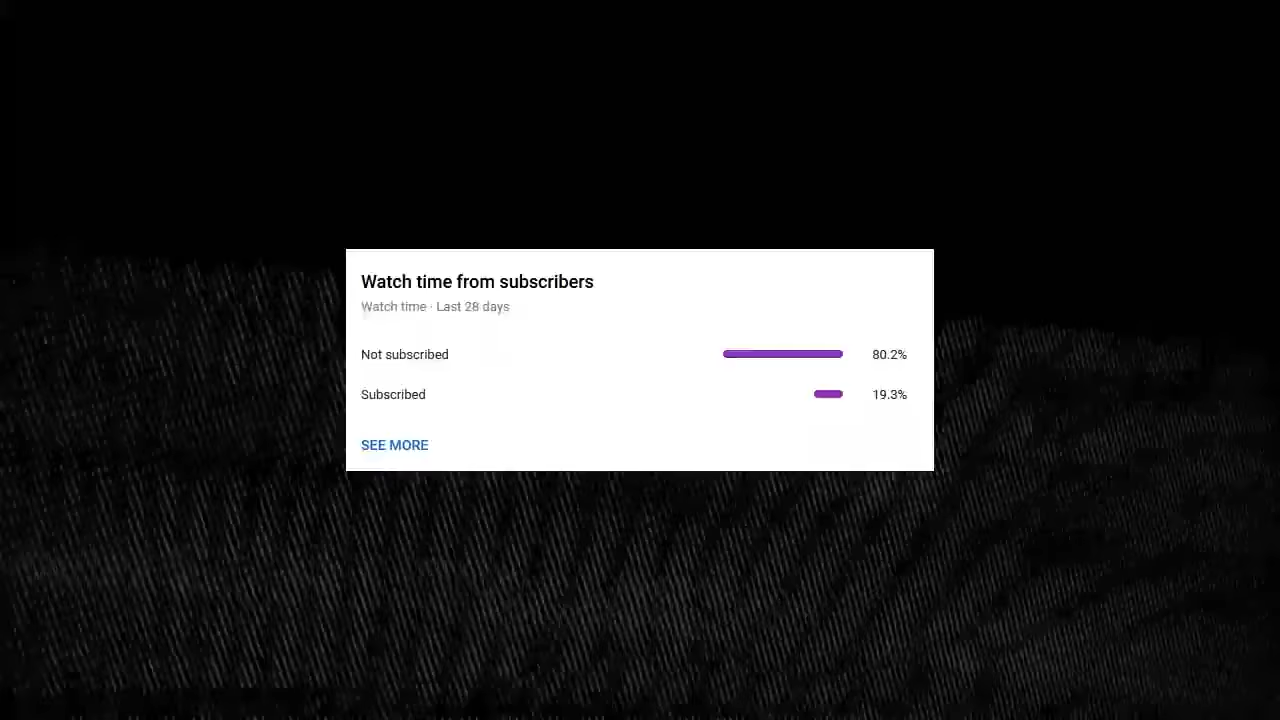 Watch time from subscribers
Watch time · Last 28 days
Not subscribed 80.2%
Subscribed 19.3%
SEE MORE